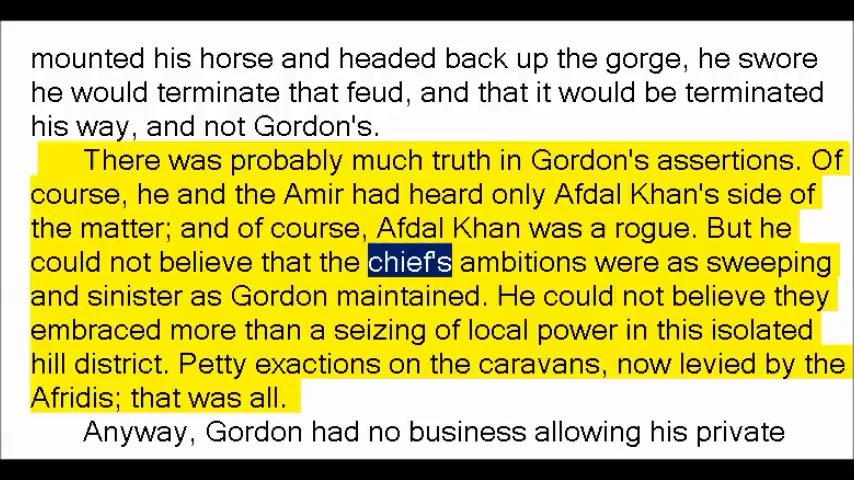 mounted his horse and headed back up the gorge, he swore
he would terminate that feud, and that it would be terminated
his way, and not Gordon's.
There was probably much truth in Gordon's assertions. Of
course, he and the Amir had heard only Afdal Khan's side of
the matter; and of course, Afdal Khan was a rogue. But he
could not believe that the chief's ambitions were as sweeping
and sinister as Gordon maintained. He could not believe they
embraced more than a seizing of local power in this isolated
hill district. Petty exactions on the caravans, now levied by the
Afridis; that was all.
Anyway, Gordon had no business allowing his private